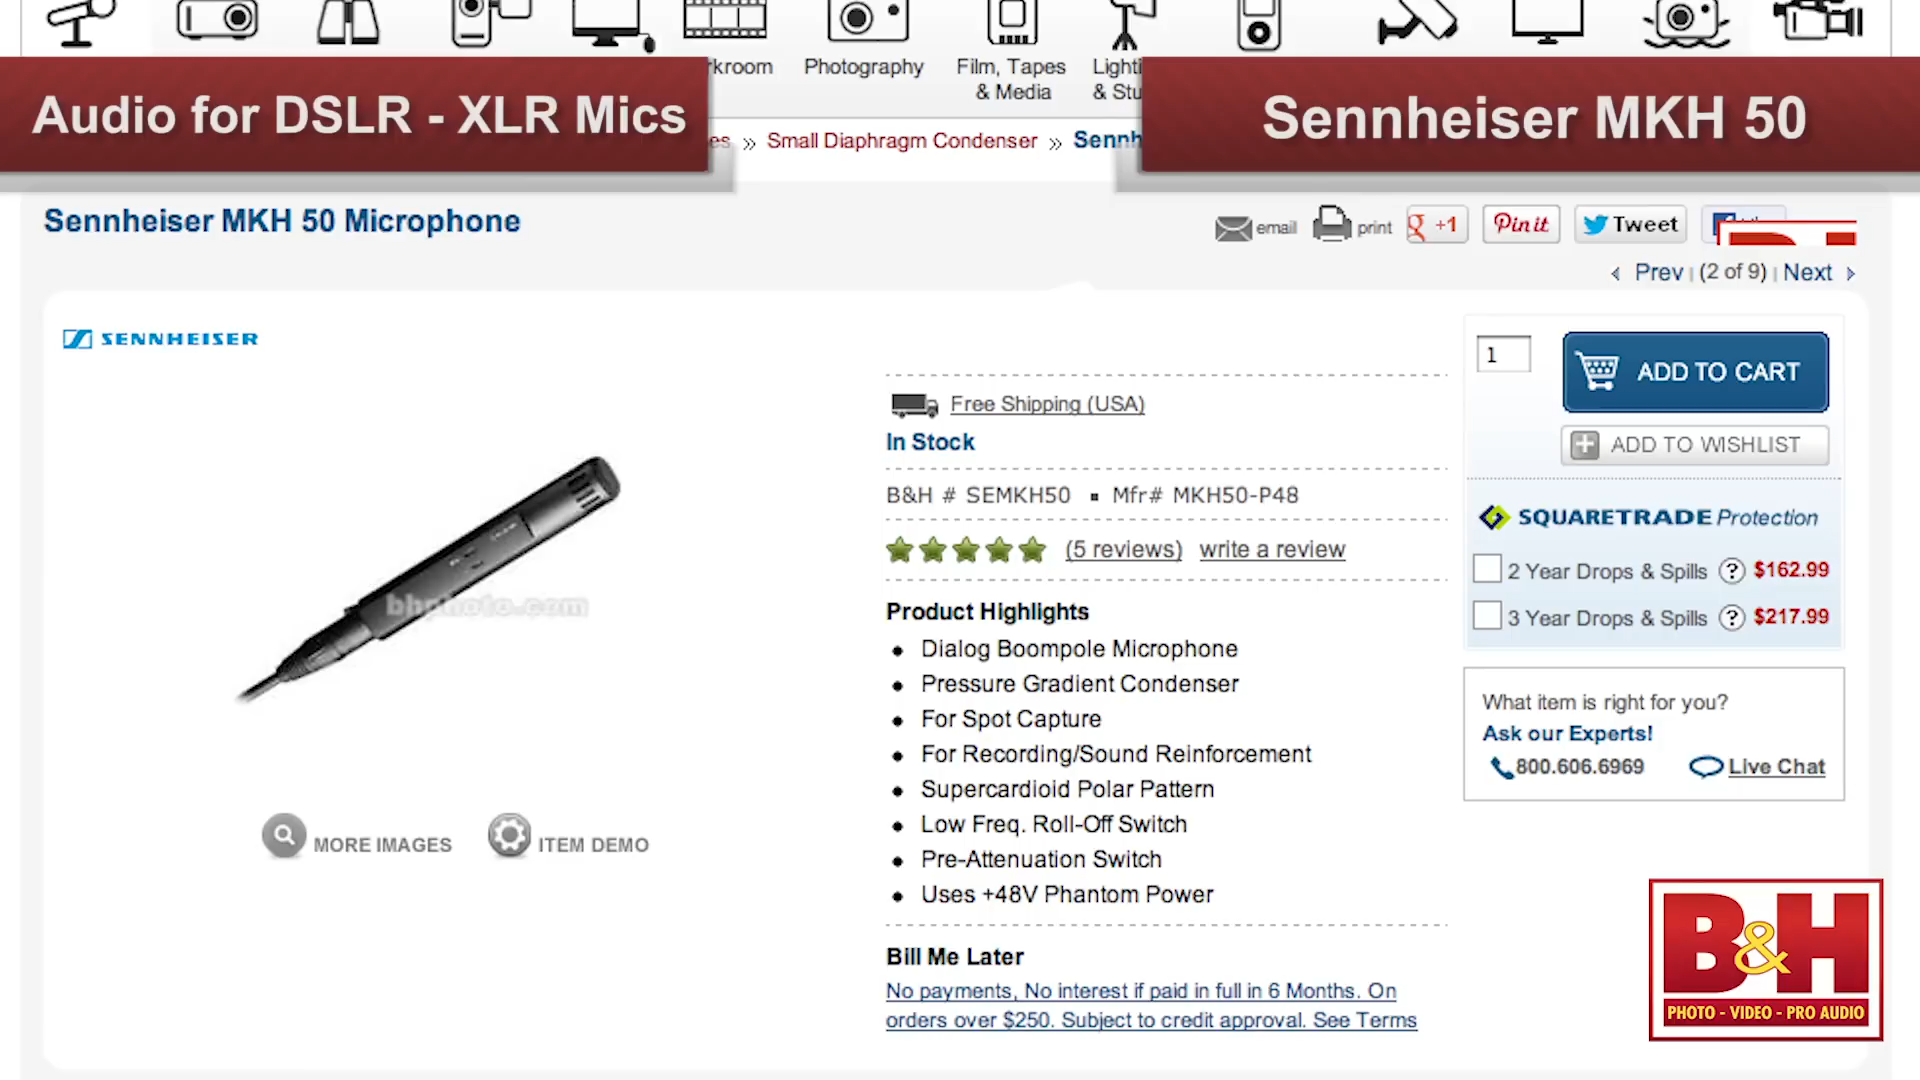 rkroom
Photography
Film, Tapes
& Media
Lighti
& Stu
Audio for DSLR - XLR Mics
Sennheiser MKH 50
es » Small Diaphragm Condenser » Sennh
Sennheiser MKH 50 Microphone
email
print
+1
Pin it
Tweet
‹ Prev | (2 of 9) | Next ›
SENNHEISER
1
ADD TO CART
ADD TO WISHLIST
Free Shipping (USA)
In Stock
B&H # SEMKH50 ▪ Mfr# MKH50-P48
(5 reviews) write a review
SQUARETRADE Protection
2 Year Drops & Spills ? $162.99
3 Year Drops & Spills ? $217.99
bhphoto.com
Product Highlights
• Dialog Boompole Microphone
• Pressure Gradient Condenser
• For Spot Capture
• For Recording/Sound Reinforcement
• Supercardioid Polar Pattern
• Low Freq. Roll-Off Switch
• Pre-Attenuation Switch
• Uses +48V Phantom Power
What item is right for you?
Ask our Experts!
800.606.6969
Live Chat
MORE IMAGES
ITEM DEMO
Bill Me Later
No payments, No interest if paid in full in 6 Months. On
orders over $250. Subject to credit approval. See Terms
B&H
PHOTO - VIDEO - PRO AUDIO